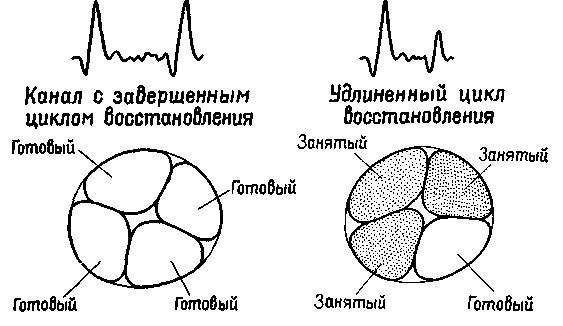 Канал с завершенным
циклом восстановления
Удлиненный цикл
восстановления
Готовый
Готовый
Готовый
Готовый
Занятый
Занятый
Занятый
Готовый